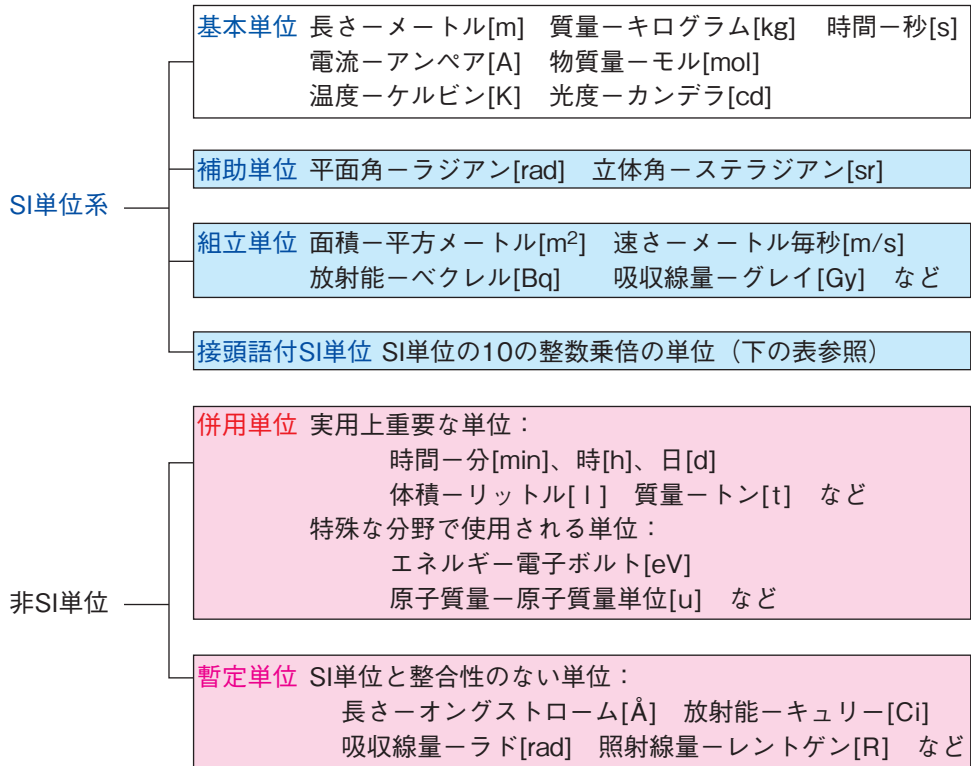 基本単位 長さ－メートル[m] 質量－キログラム[kg] 時間－秒[s]
電流－アンペア[A] 物質量－モル[mol]
温度－ケルビン[K] 光度－カンデラ[cd]
補助単位 平面角－ラジアン[rad] 立体角－ステラジアン[sr]
SI単位系
組立単位 面積－平方メートル[m²] 速さ－メートル毎秒[m/s]
放射能－ベクレル[Bq] 吸収線量－グレイ[Gy] など
接頭語付SI単位 SI単位の10の整数乗倍の単位（下の表参照）
併用単位 実用上重要な単位：
時間－分[min]、時[h]、日[d]
体積－リットル[l] 質量－トン[t] など
特殊な分野で使用される単位：
エネルギー電子ボルト[eV]
原子質量－原子質量単位[u] など
非SI単位
暫定単位 SI単位と整合性のない単位：
長さ－オングストローム[Å] 放射能－キュリー[Ci]
吸収線量－ラド[rad] 照射線量－レントゲン[R] など